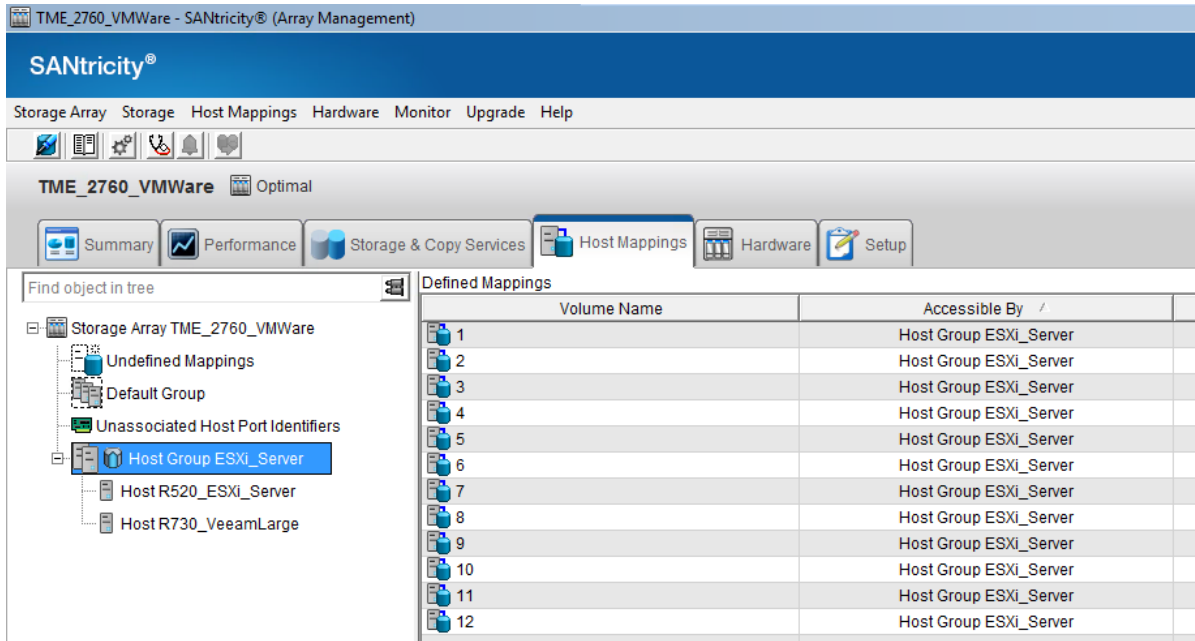 TME_2760_VMWare - SANtricity® (Array Management)
SANtricity®
Storage Array Storage Host Mappings Hardware Monitor Upgrade Help
TME_2760_VMWare Optimal
Summary Performance Storage & Copy Services Host Mappings Hardware Setup
Find object in tree
Storage Array TME_2760_VMWare
Undefined Mappings
Default Group
Unassociated Host Port Identifiers
Host Group ESXi_Server
Host R520_ESXi_Server
Host R730_VeeamLarge
Defined Mappings
Volume Name Accessible By
1 Host Group ESXi_Server
2 Host Group ESXi_Server
3 Host Group ESXi_Server
4 Host Group ESXi_Server
5 Host Group ESXi_Server
6 Host Group ESXi_Server
7 Host Group ESXi_Server
8 Host Group ESXi_Server
9 Host Group ESXi_Server
10 Host Group ESXi_Server
11 Host Group ESXi_Server
12 Host Group ESXi_Server